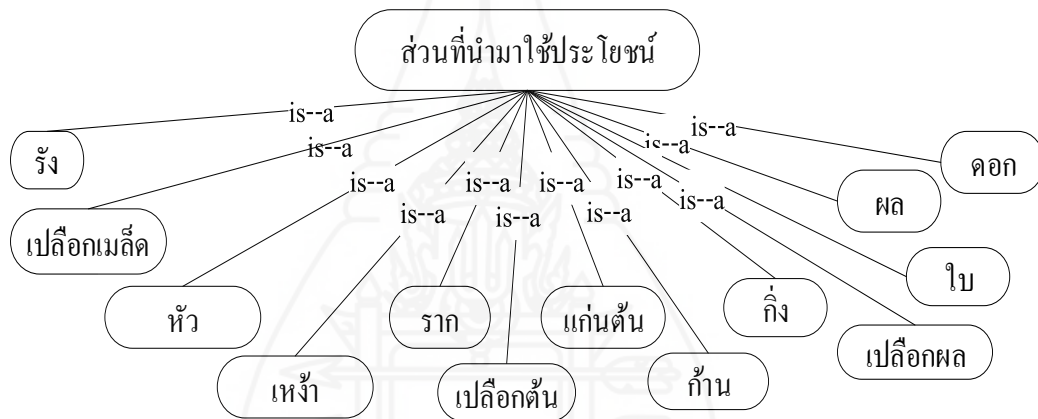 ส่วนที่นำมาใช้ประโยชน์
is--a
is--a
is--a
is--a
is--a
is--a
is--a
is--a
is--a
is--a
is--a
is--a
รัง
ดอก
ผล
เปลือกเมล็ด
ใบ
หัว
ราก
แก่นต้น
กิ่ง
เปลือกผล
เหง้า
เปลือกต้น
ก้าน